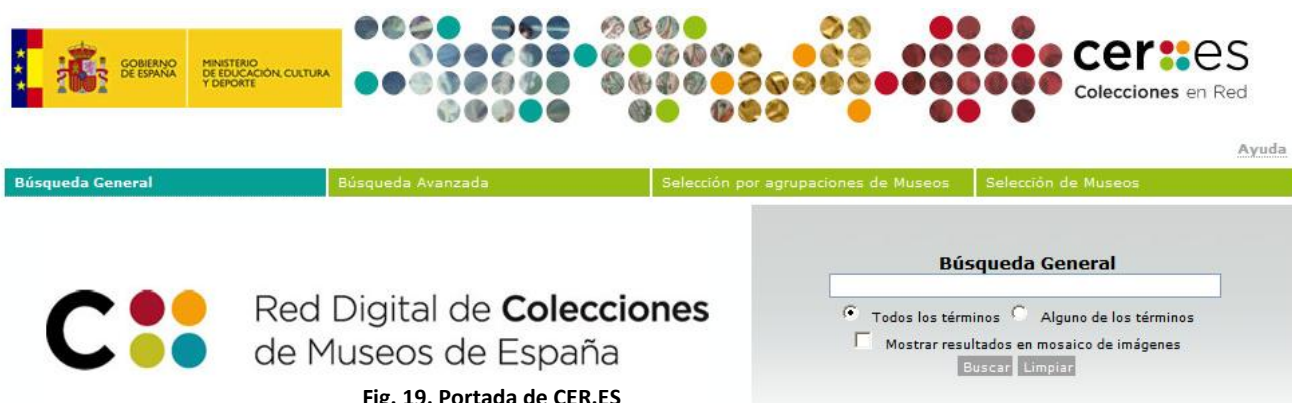 GOBIERNO
DE ESPAÑA
MINISTERIO
DE EDUCACIÓN, CULTURA
Y DEPORTE
cer es
Colecciones en Red
Ayuda
Búsqueda General
Búsqueda Avanzada
Selección por agrupaciones de Museos
Selección de Museos
C
Red Digital de Colecciones
de Museos de España
Búsqueda General
Todos los términos
Alguno de los términos
Mostrar resultados en mosaico de imágenes
Buscar
Limpiar
Fig. 19. Portada de CER.ES